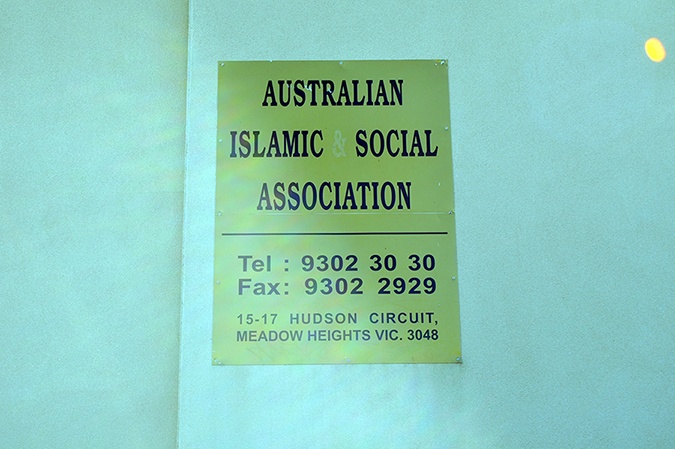 AUSTRALIAN
ISLAMIC & SOCIAL
ASSOCIATION
Tel : 9302 30 30
Fax: 9302 2929
15-17 HUDSON CIRCUIT,
MEADOW HEIGHTS VIC. 3048